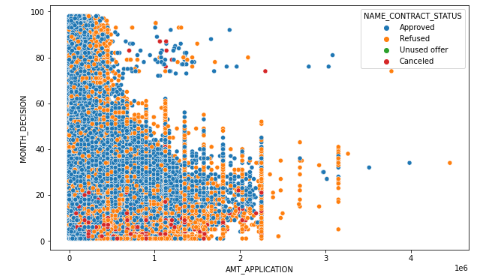 NAME_CONTRACT_STATUS
Approved
Refused
Unused offer
Canceled
100
80
60
40
20
0
MONTH_DECISION
0
1
2
3
4
1e6
AMT_APPLICATION